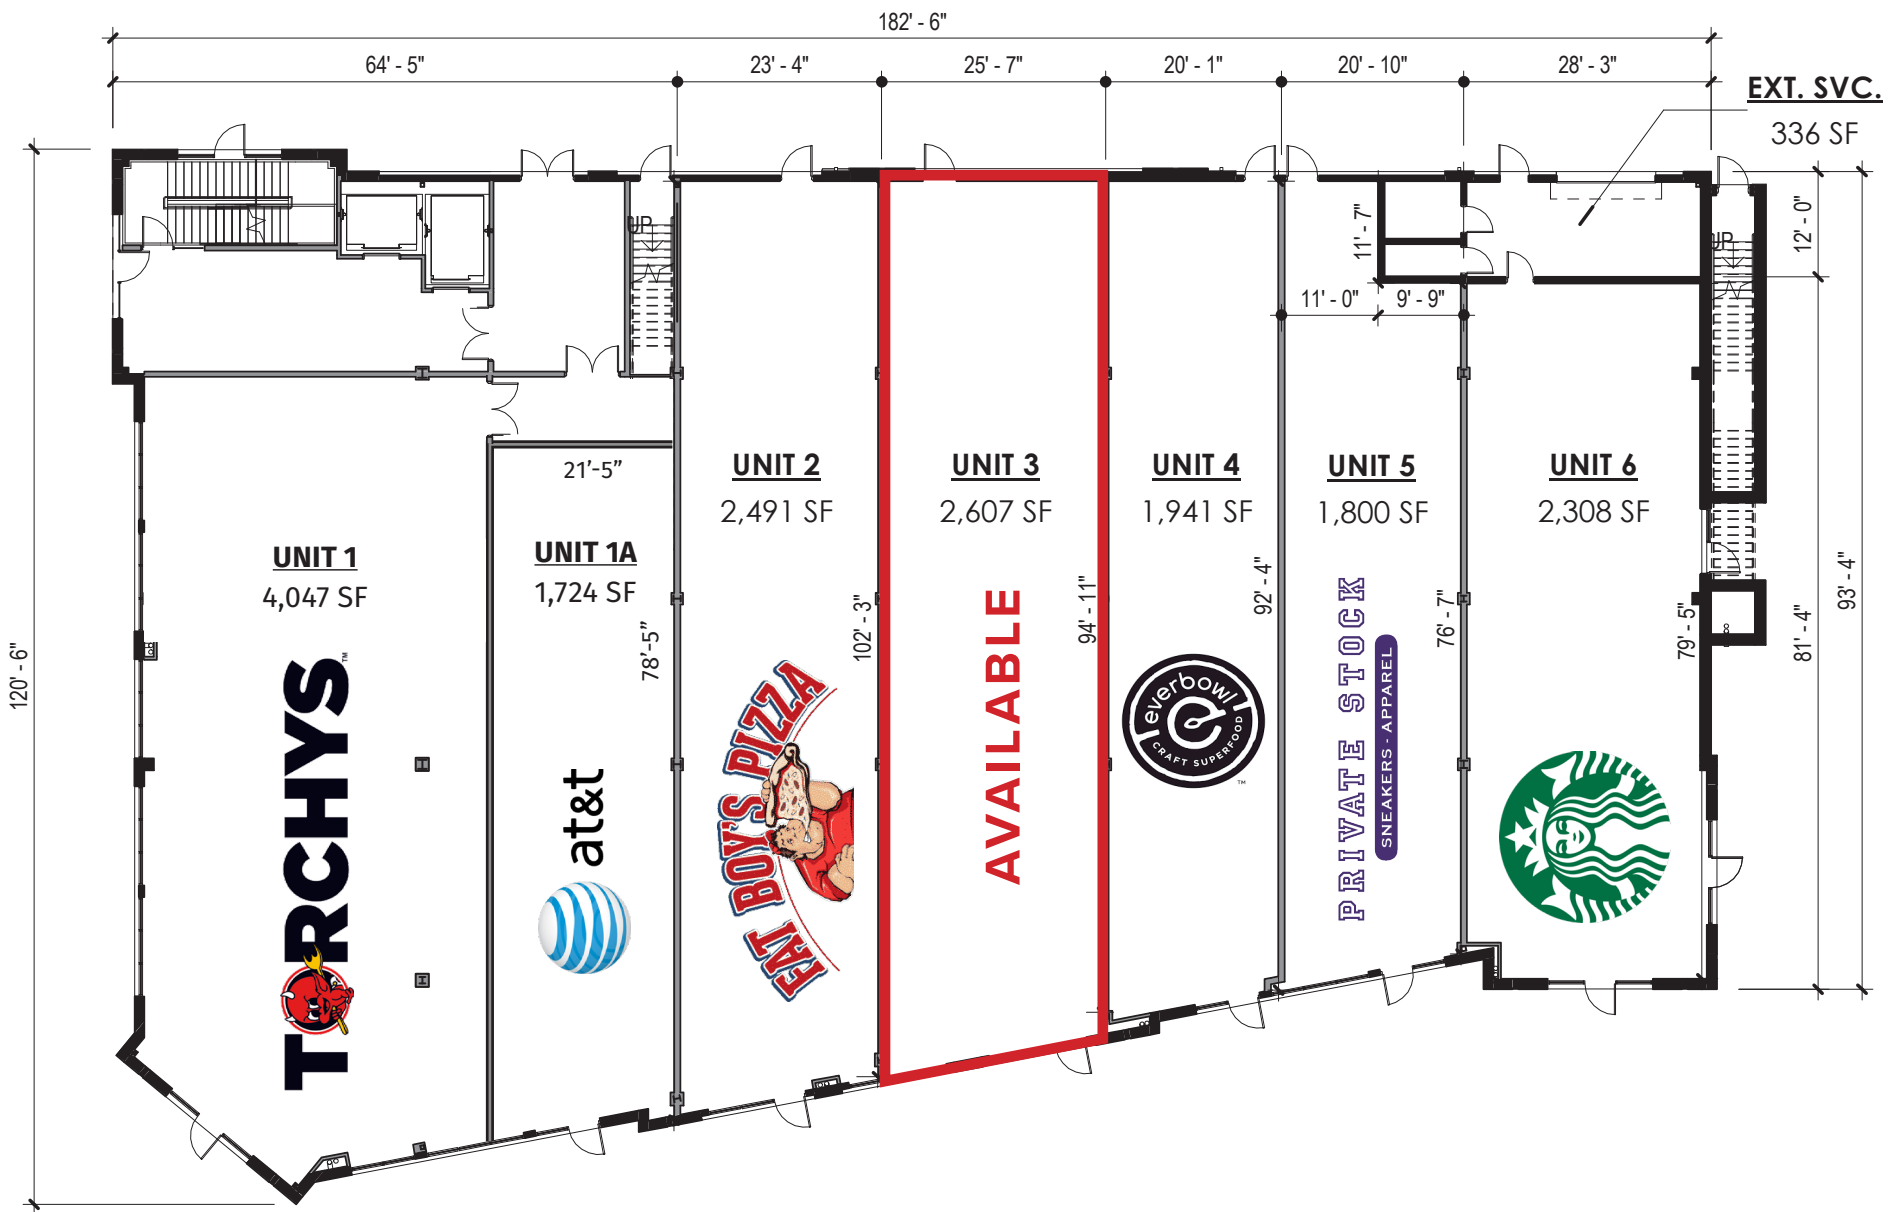 182' - 6"
64' - 5"
23' - 4"
25' - 7"
20' - 1"
20' - 10"
28' - 3"
EXT. SVC.
336 SF
UP
UP
11' - 7"
12' - 0"
11' - 0"
9' - 9"
120' - 6"
UNIT 1
4,047 SF
TORCHYS™
21'-5"
UNIT 1A
1,724 SF
78'-5"
at&t
UNIT 2
2,491 SF
102' - 3"
FAT BOY'S PIZZA
UNIT 3
2,607 SF
94' - 11"
AVAILABLE
UNIT 4
1,941 SF
92' - 4"
everbowl
CRAFT SUPERFOOD
™
UNIT 5
1,800 SF
76' - 7"
PRIVATE STOCK
SNEAKERS - APPAREL
UNIT 6
2,308 SF
79' - 5"
81' - 4"
93' - 4"